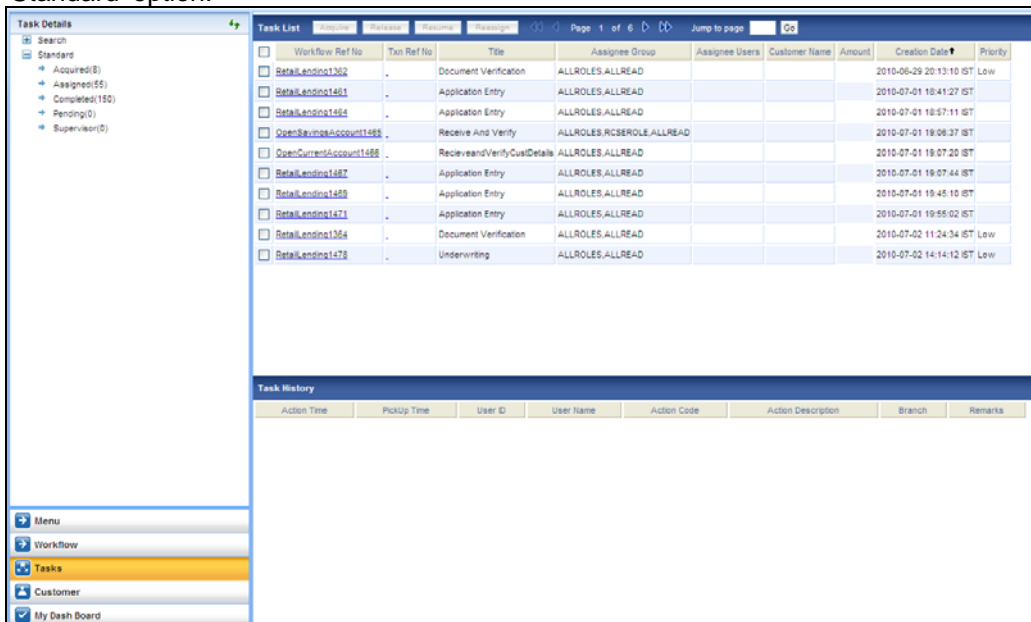 "Standard" option.
Task Details
Search
Standard
Acquired(8)
Assigned(55)
Completed(150)
Pending(0)
Supervisor(0)
Menu
Workflow
Tasks
Customer
My Dash Board
Task List Acquire Release Resume Reassign Page 1 of 6 Jump to page Go
Workflow Ref No Txn Ref No Title Assignee Group Assignee Users Customer Name Amount Creation Date Priority
RetailLending1362 Document Verification ALLROLES,ALLREAD 2010-06-29 20:13:10 IST Low
RetailLending1461 Application Entry ALLROLES,ALLREAD 2010-07-01 18:41:27 IST
RetailLending1464 Application Entry ALLROLES,ALLREAD 2010-07-01 18:57:11 IST
OpenSavingsAccount1465 Receive And Verify ALLROLES,RCSEROLE,ALLREAD 2010-07-01 19:06:37 IST
OpenCurrentAccount1466 RecieveandVerifyCustDetails ALLROLES,ALLREAD 2010-07-01 19:07:20 IST
RetailLending1467 Application Entry ALLROLES,ALLREAD 2010-07-01 19:07:44 IST
RetailLending1469 Application Entry ALLROLES,ALLREAD 2010-07-01 19:45:10 IST
RetailLending1471 Application Entry ALLROLES,ALLREAD 2010-07-01 19:55:02 IST
RetailLending1364 Document Verification ALLROLES,ALLREAD 2010-07-02 11:24:34 IST Low
RetailLending1478 Underwriting ALLROLES,ALLREAD 2010-07-02 14:14:12 IST Low
Task History
Action Time PickUp Time User ID User Name Action Code Action Description Branch Remarks